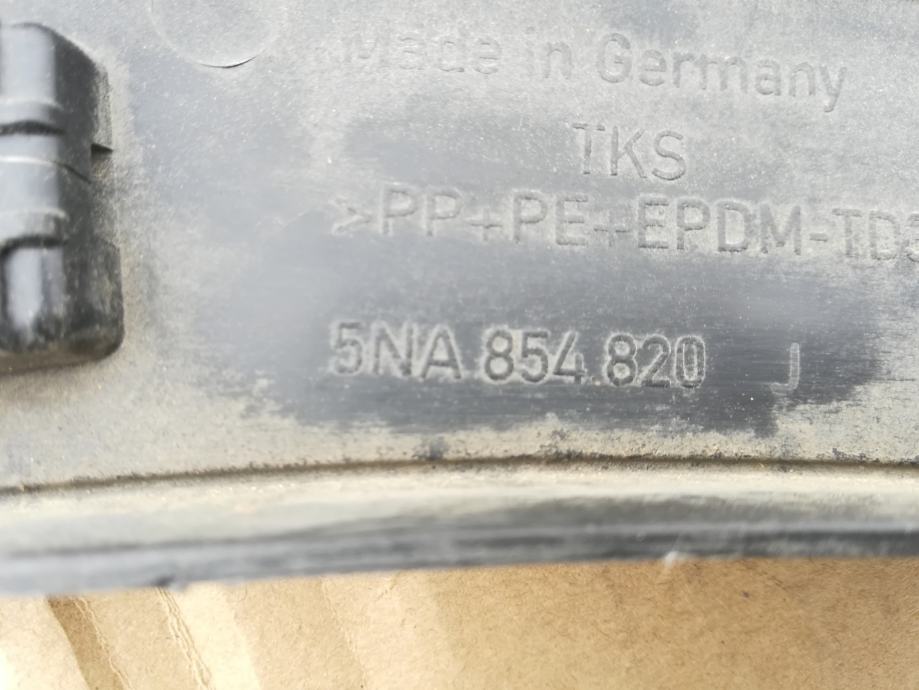 Made in Germany
TKS
>PP+PE+EPDM-TD
5NA.854.820 J